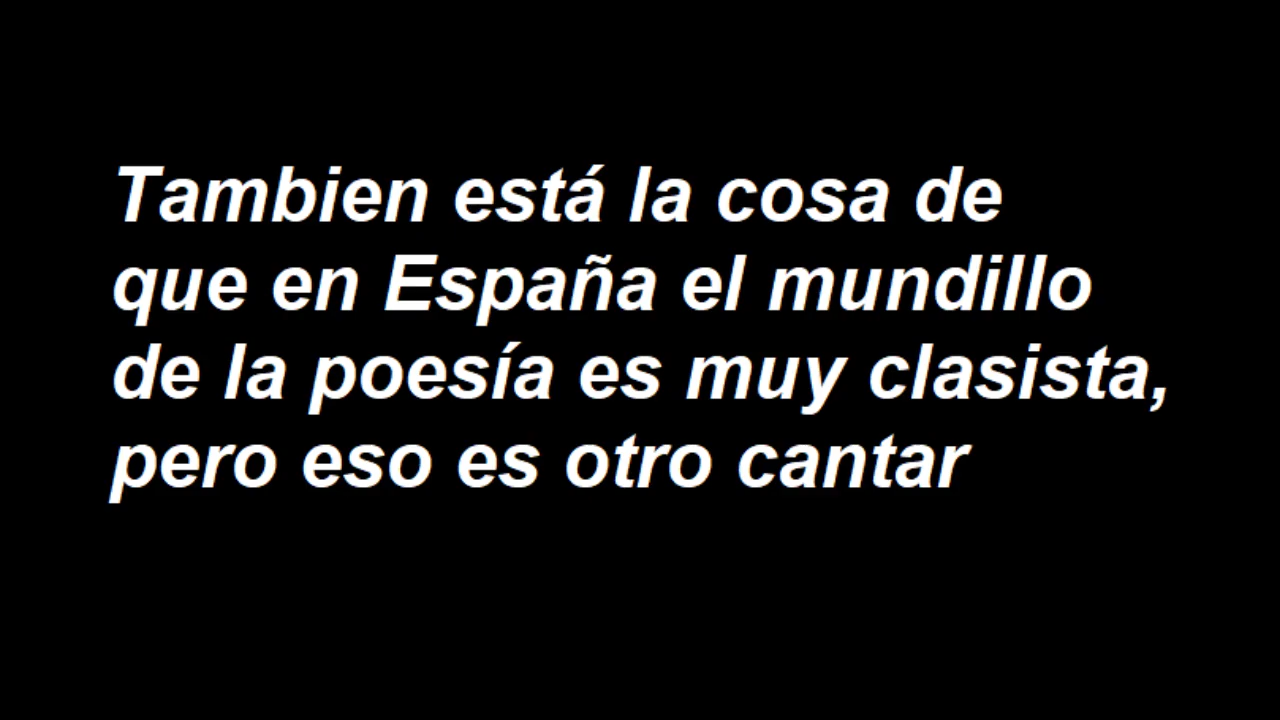 Tambien está la cosa de
que en España el mundillo
de la poesía es muy clasista,
pero eso es otro cantar